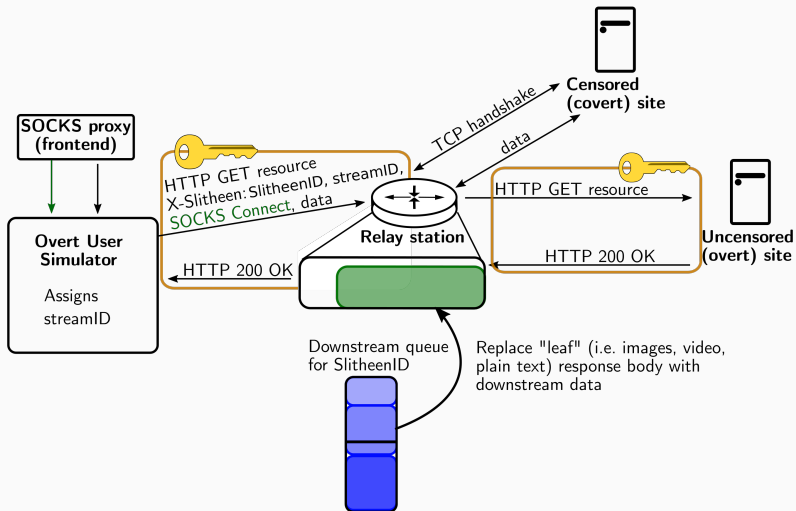 Censored
(covert) site
TCP handshake
data
SOCKS proxy
(frontend)
HTTP GET resource
X-Slitheen: SlitheenID, streamID,
SOCKS Connect, data
HTTP GET resource
Relay station
Overt User
Simulator
Assigns
streamID
HTTP 200 OK
HTTP 200 OK
Uncensored
(overt) site
Downstream queue
for SlitheenID
Replace "leaf" (i.e. images, video,
plain text) response body with
downstream data